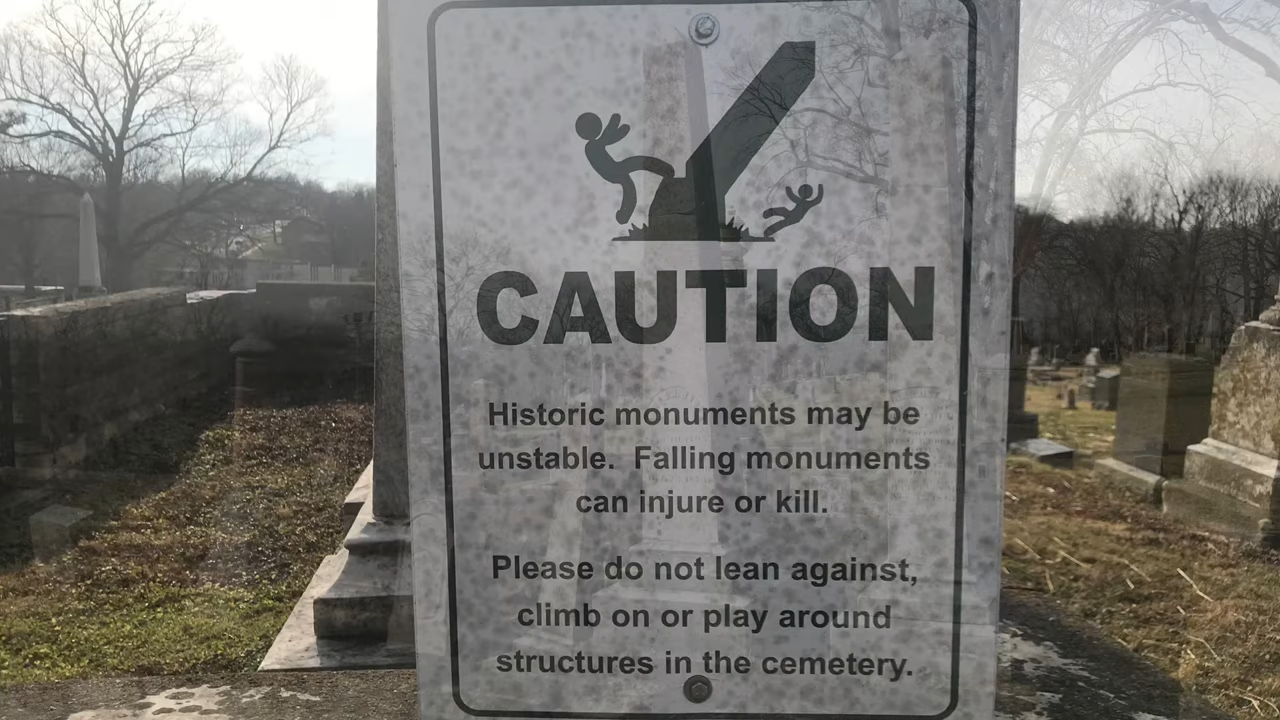 CAUTION
Historic monuments may be
unstable. Falling monuments
can injure or kill.
Please do not lean against,
climb on or play around
structures in the cemetery.